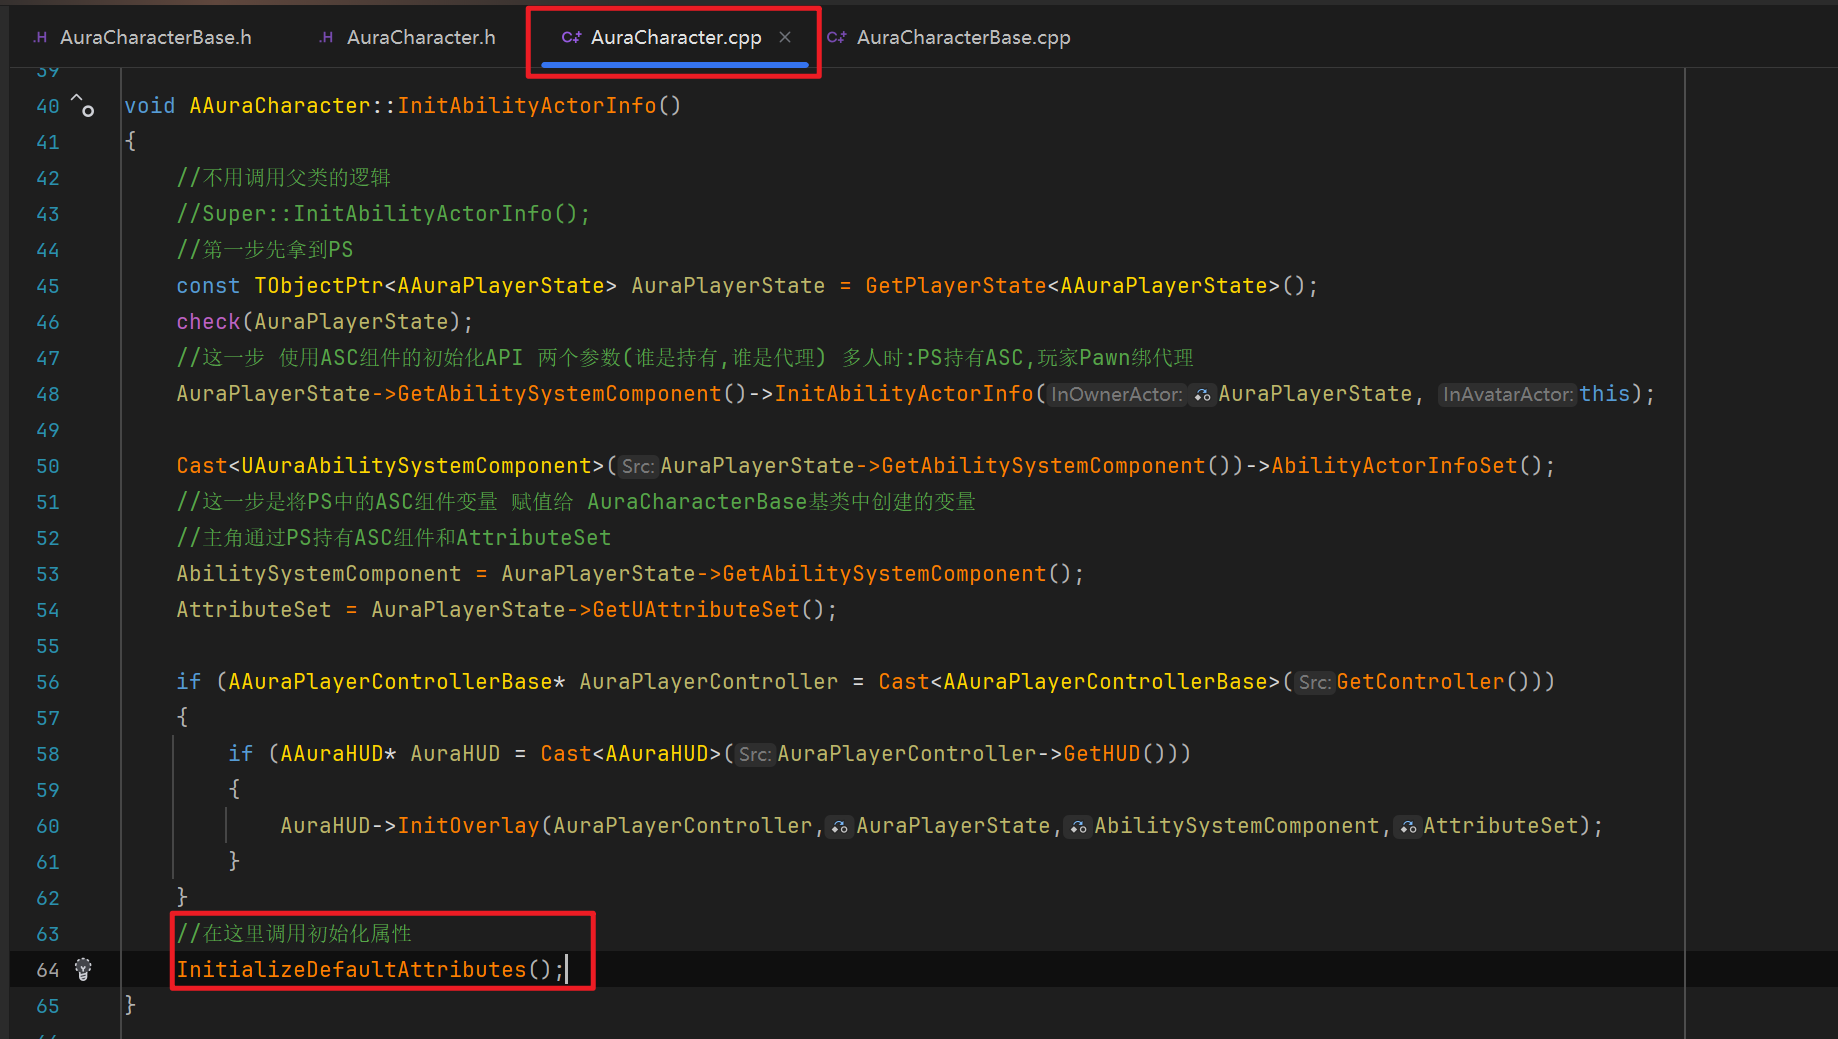 .H AuraCharacterBase.h .H AuraCharacter.h C++ AuraCharacter.cpp × C++ AuraCharacterBase.cpp
39
40 void AAuraCharacter::InitAbilityActorInfo()
41 {
42 //不用调用父类的逻辑
43 //Super::InitAbilityActorInfo();
44 //第一步先拿到PS
45 const TObjectPtr<AAuraPlayerState> AuraPlayerState = GetPlayerState<AAuraPlayerState>();
46 check(AuraPlayerState);
47 //这一步 使用ASC组件的初始化API 两个参数(谁是持有,谁是代理) 多人时:PS持有ASC,玩家Pawn绑代理
48 AuraPlayerState->GetAbilitySystemComponent()->InitAbilityActorInfo(InOwnerActor: AuraPlayerState, InAvatarActor: this);
49
50 Cast<UAuraAbilitySystemComponent>(Src: AuraPlayerState->GetAbilitySystemComponent())->AbilityActorInfoSet();
51 //这一步是将PS中的ASC组件变量 赋值给 AuraCharacterBase基类中创建的变量
52 //主角通过PS持有ASC组件和AttributeSet
53 AbilitySystemComponent = AuraPlayerState->GetAbilitySystemComponent();
54 AttributeSet = AuraPlayerState->GetUAttributeSet();
55
56 if (AAuraPlayerControllerBase* AuraPlayerController = Cast<AAuraPlayerControllerBase>(Src: GetController()))
57 {
58 if (AAuraHUD* AuraHUD = Cast<AAuraHUD>(Src: AuraPlayerController->GetHUD()))
59 {
60 AuraHUD->InitOverlay(AuraPlayerController, AuraPlayerState, AbilitySystemComponent, AttributeSet);
61 }
62 }
63 //在这里调用初始化属性
64 InitializeDefaultAttributes();
65 }